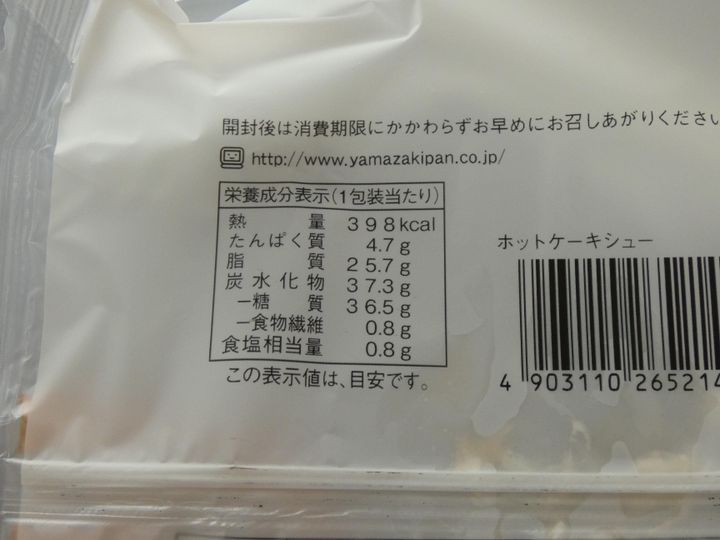 開封後は消費期限にかかわらずお早めにお召しあがりください
http://www.yamazakipan.co.jp/
栄養成分表示(1包装当たり)
熱量 398kcal
たんぱく質 4.7g
脂質 25.7g
炭水化物 37.3g
−糖質 36.5g
−食物繊維 0.8g
食塩相当量 0.8g
この表示値は、目安です。
ホットケーキシュー
4 903110 265214